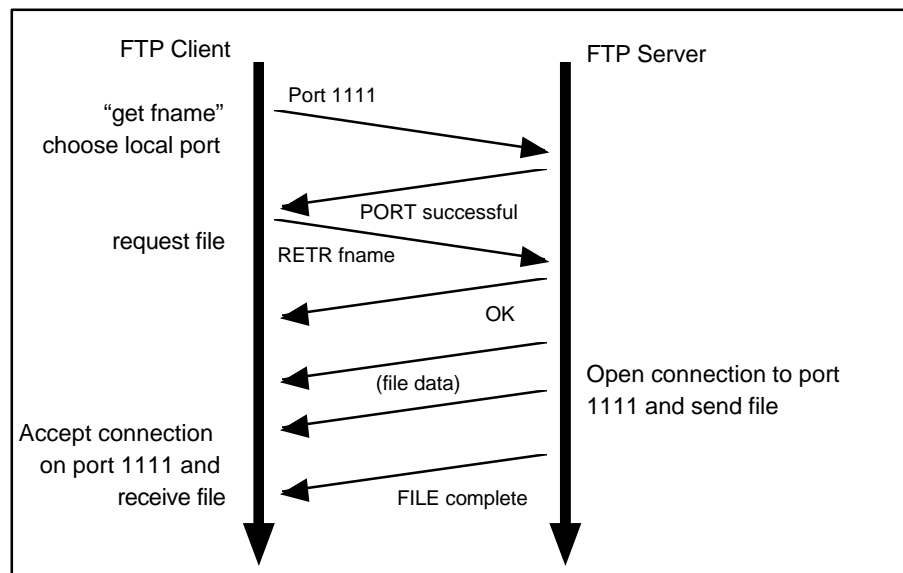 FTP Client
FTP Server
Port 1111
“get fname”
choose local port
PORT successful
request file
RETR fname
OK
(file data)
Open connection to port
1111 and send file
Accept connection
on port 1111 and
receive file
FILE complete